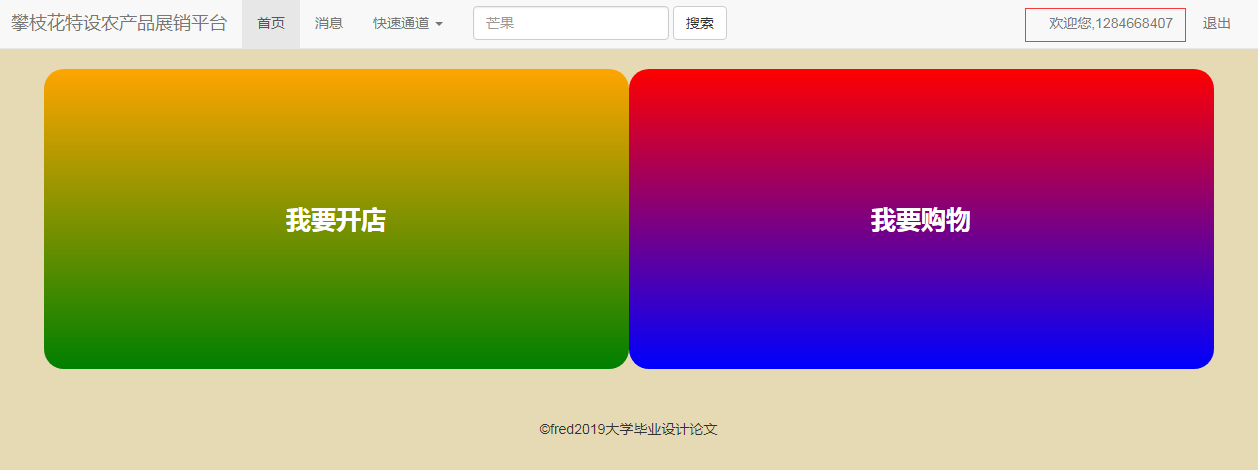 攀枝花特设农产品展销平台 首页 消息 快速通道 芒果 搜索 欢迎您,1284668407 退出
我要开店 我要购物
©fred2019大学毕业设计论文